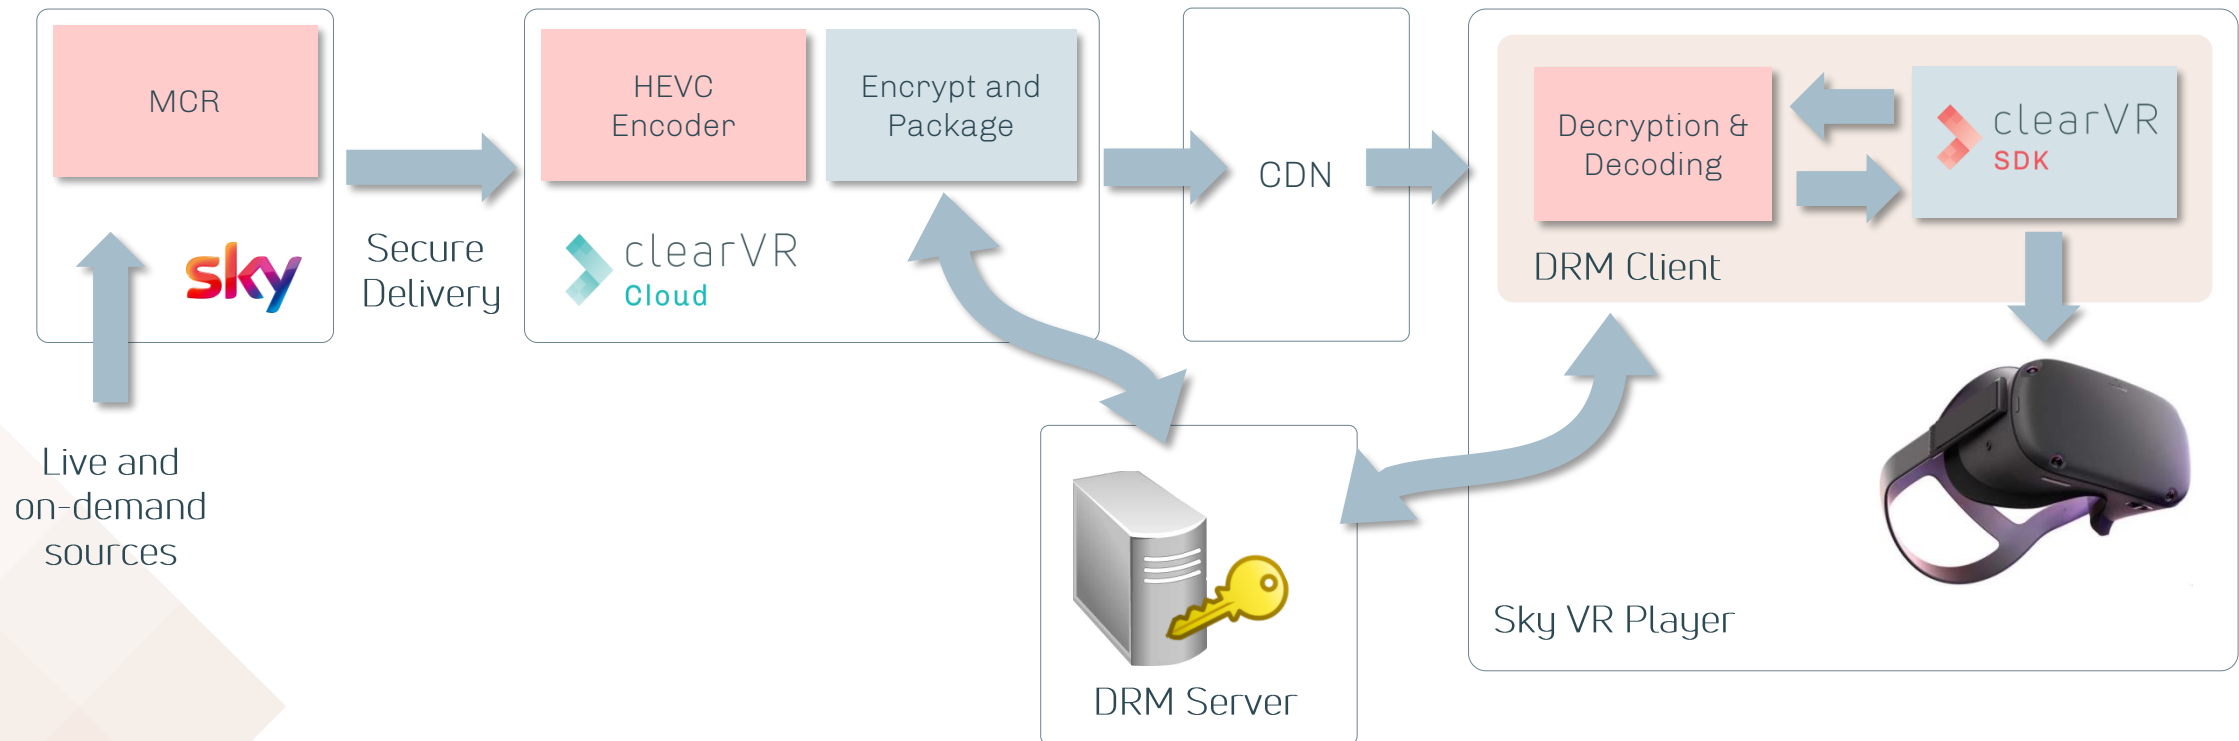 MCR
sky
Live and
on-demand
sources
Secure
Delivery
HEVC
Encoder
Encrypt and
Package
clearVR
Cloud
CDN
DRM Server
Decryption &
Decoding
clearVR
SDK
DRM Client
Sky VR Player